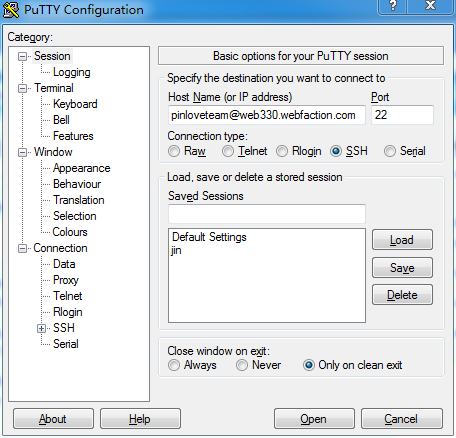 PuTTY Configuration
Category:
Session
Logging
Terminal
Keyboard
Bell
Features
Window
Appearance
Behaviour
Translation
Selection
Colours
Connection
Data
Proxy
Telnet
Rlogin
SSH
Serial
Basic options for your PuTTY session
Specify the destination you want to connect to
Host Name (or IP address) Port
pinloveteam@web330.webfaction.com 22
Connection type:
Raw Telnet Rlogin SSH Serial
Load, save or delete a stored session
Saved Sessions
Default Settings
jin
Load
Save
Delete
Close window on exit:
Always Never Only on clean exit
About Help Open Cancel